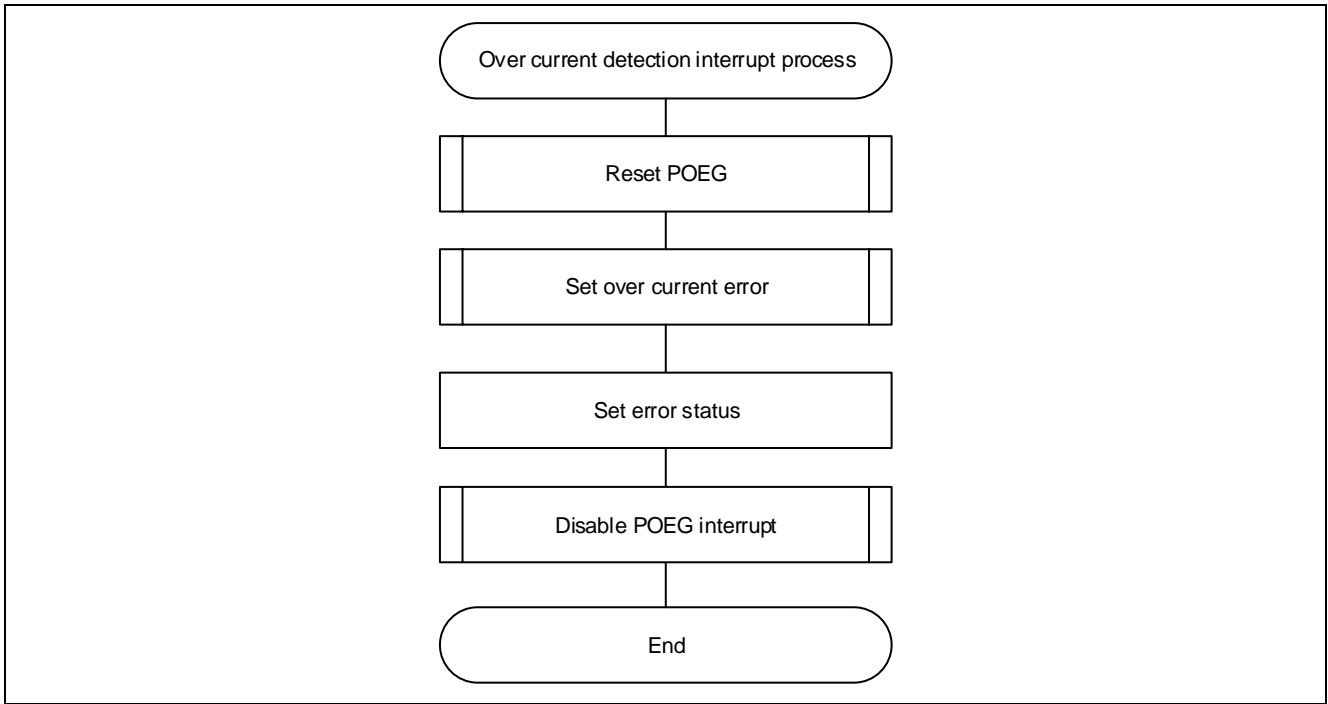 Over current detection interrupt process
Reset POEG
Set over current error
Set error status
Disable POEG interrupt
End